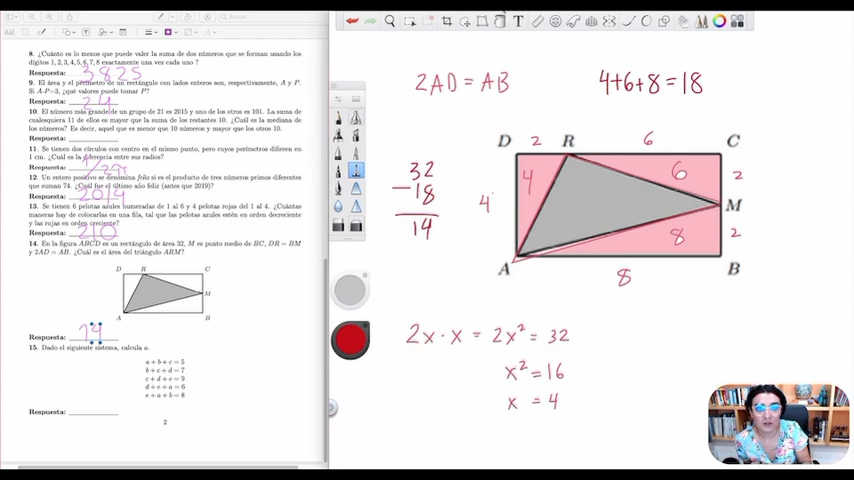 8. ¿Cuánto es lo menos que puede valer la suma de dos números que se forman usando los
dígitos 1, 2, 3, 4, 5, 6, 7, 8 exactamente una vez cada uno ?
Respuesta: 3825
9. El área y el perímetro de un rectángulo con lados enteros son, respectivamente, A y P.
Si A-P=3, ¿qué valores puede tomar P?
Respuesta: 24
10. El número más grande de un grupo de 21 es 2015 y uno de los otros es 101. La suma de
cualesquiera 11 de ellos es mayor que la suma de los restantes 10. ¿Cuál es la mediana de
los números? Es decir, aquel que es menor que 10 números y mayor que los otros 10.
Respuesta:
11. Se tienen dos círculos con centro en el mismo punto, pero cuyos perímetros difieren en
1 cm. ¿Cuál es la diferencia entre sus radios?
Respuesta: 1/2π
12. Un entero positivo se denomina feliz si es el producto de tres números primos diferentes
que suman 74. ¿Cuál fue el último año feliz (antes que 2019)?
Respuesta: 2014
13. Se tienen 6 pelotas azules numeradas de 1 al 6 y 4 pelotas rojas del 1 al 4. ¿Cuántas
maneras hay de colocarlas en una fila, tal que las pelotas azules estén en orden decreciente
y las rojas en orden creciente?
Respuesta: 210
14. En la figura ABCD es un rectángulo de área 32, M es punto medio de BC, DR = BM
y 2AD = AB. ¿Cuál es el área del triángulo ARM?
D R C
M
A B
Respuesta: 14
15. Dado el siguiente sistema, calcula a.
a + b + c = 5
b + c + d = 7
c + d + e = 9
d + e + a = 6
e + a + b = 8
Respuesta:
2
Buscar
2AD = AB
4+6+8=18
D 2 R 6 C
32
4 6 2
-18
4 M
14
8 2
A B
8
2x·x = 2x² = 32
x² = 16
x = 4